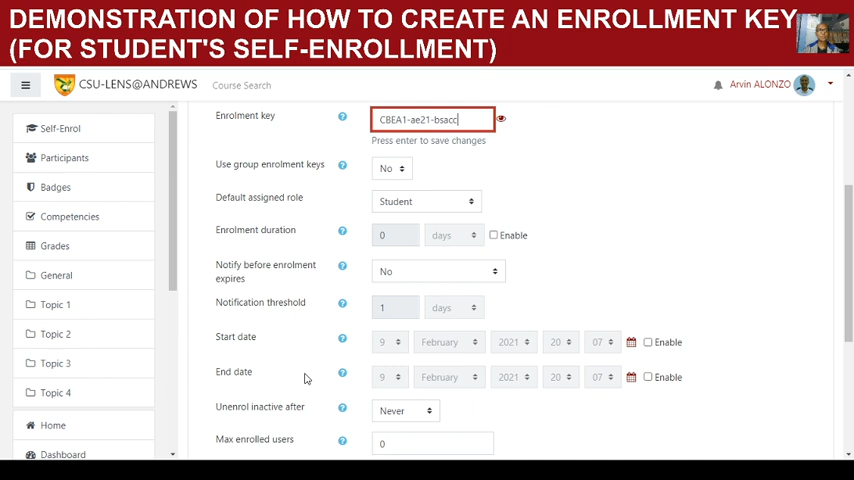 DEMONSTRATION OF HOW TO CREATE AN ENROLLMENT KEY
(FOR STUDENT'S SELF-ENROLLMENT)
CSU-LENS@ANDREWS Course Search Arvin ALONZO
Self-Enrol
Participants
Badges
Competencies
Grades
General
Topic 1
Topic 2
Topic 3
Topic 4
Home
Dashboard
Enrolment key CBEA1-ae21-bsacc
Press enter to save changes
Use group enrolment keys No
Default assigned role Student
Enrolment duration 0 days Enable
Notify before enrolment expires No
Notification threshold 1 days
Start date 9 February 2021 20 07 Enable
End date 9 February 2021 20 07 Enable
Unenrol inactive after Never
Max enrolled users 0